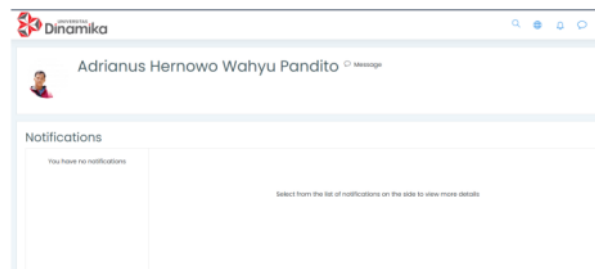 UNIVERSITAS
Dinamika
Adrianus Hernowo Wahyu Pandito Message
Notifications
You have no notifications
Select from the list of notifications on the side to view more details